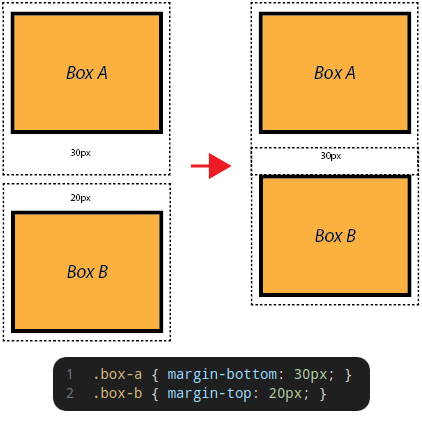 Box A
30px
20px
Box B
Box A
30px
Box B
1 .box-a { margin-bottom: 30px; }
2 .box-b { margin-top: 20px; }